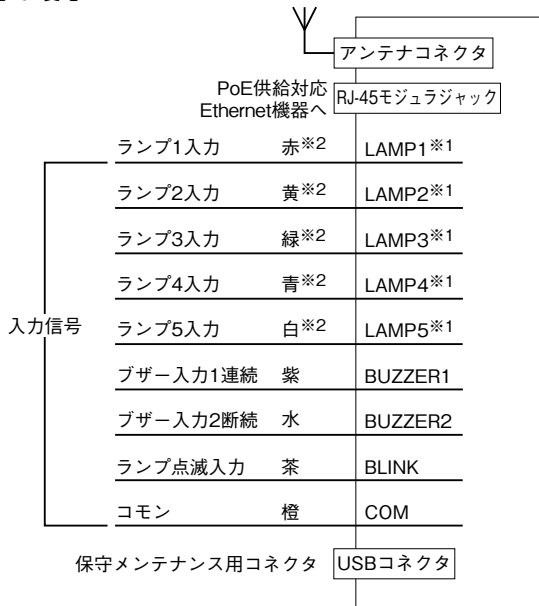 アンテナコネクタ
PoE供給対応
Ethernet機器へ
RJ-45モジュラジャック
ランプ1入力 赤※2 LAMP1※1
ランプ2入力 黄※2 LAMP2※1
ランプ3入力 緑※2 LAMP3※1
ランプ4入力 青※2 LAMP4※1
入力信号
ランプ5入力 白※2 LAMP5※1
ブザー入力1連続 紫 BUZZER1
ブザー入力2断続 水 BUZZER2
ランプ点滅入力 茶 BLINK
コモン 橙 COM
保守メンテナンス用コネクタ USBコネクタ